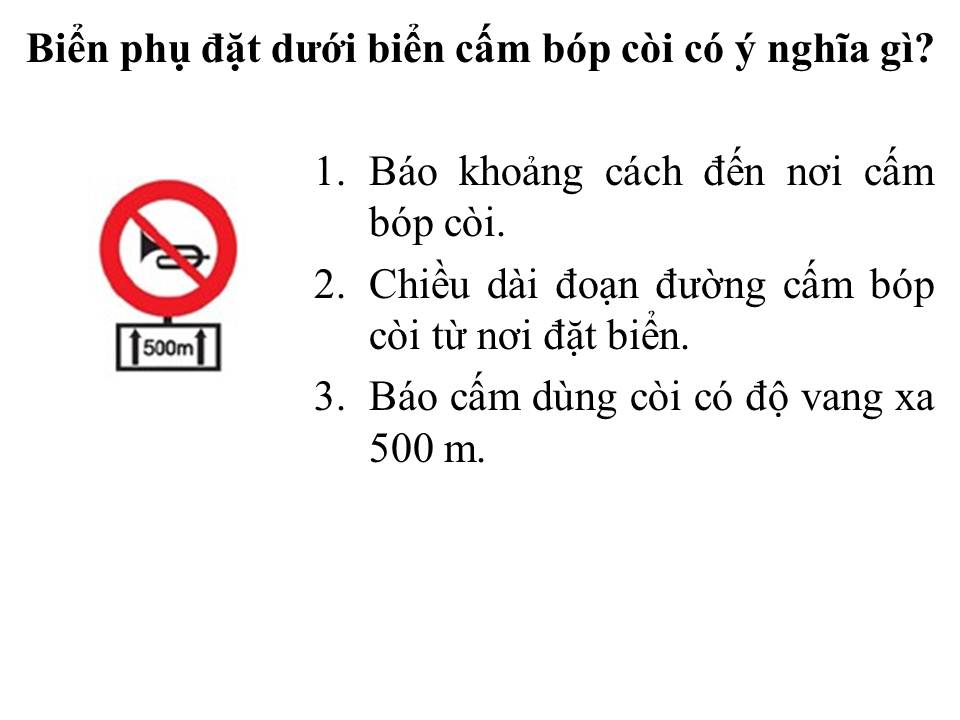 Biển phụ đặt dưới biển cấm bóp còi có ý nghĩa gì?
1. Báo khoảng cách đến nơi cấm
bóp còi.
2. Chiều dài đoạn đường cấm bóp
còi từ nơi đặt biển.
3. Báo cấm dùng còi có độ vang xa
500 m.
500m